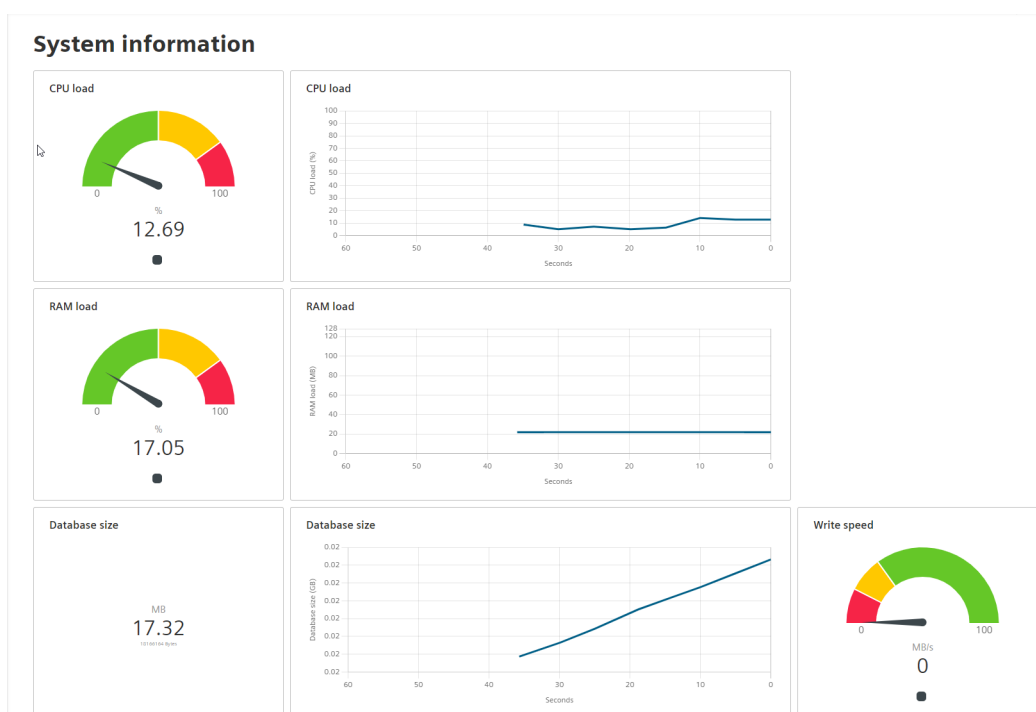 System information
CPU load
0
100
%
12.69
CPU load
100
90
80
70
60
50
40
30
20
10
0
CPU load (%)
60 50 40 30 20 10 0
Seconds
RAM load
0
100
%
17.05
RAM load
128
120
100
80
60
40
20
0
RAM load (MB)
60 50 40 30 20 10 0
Seconds
Database size
MB
17.32
Database size
0.02
0.02
0.02
0.02
0.02
0.02
0.02
0.02
Database size (GB)
60 50 40 30 20 10 0
Seconds
Write speed
0
100
MB/s
0